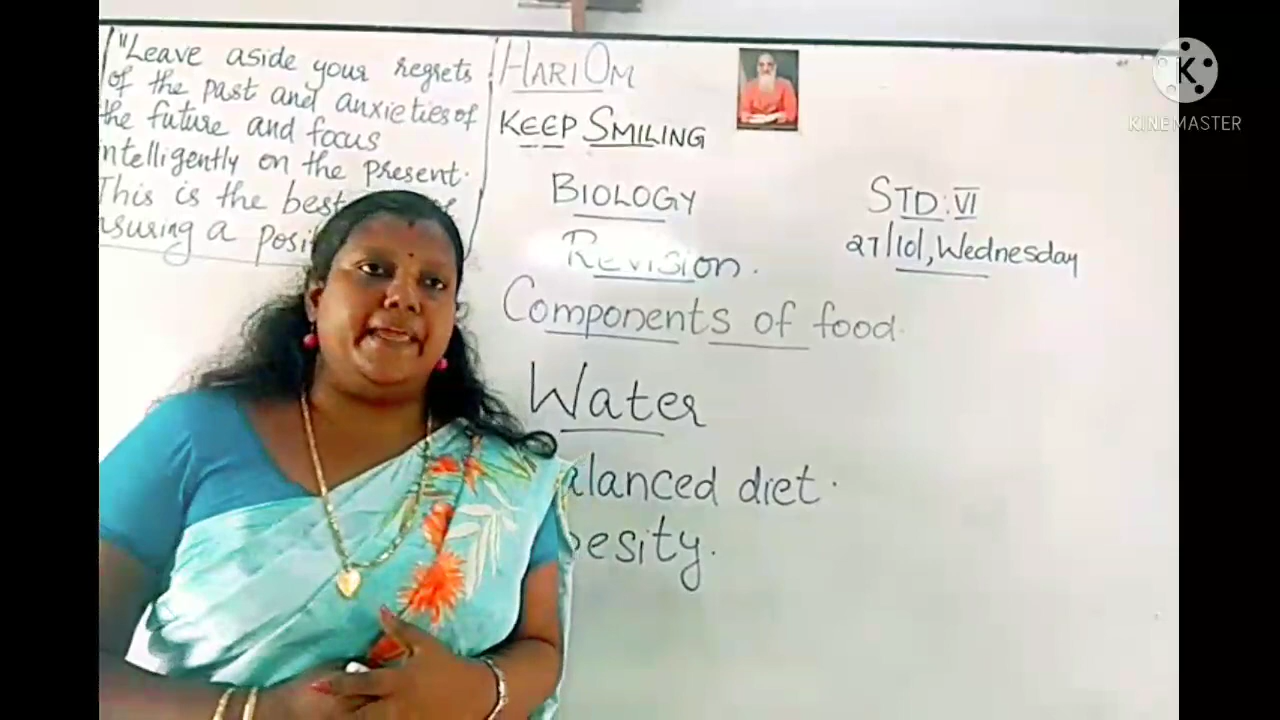 "Leave aside your regrets
of the past and anxieties of
the future and focus
ntelligently on the present.
This is the best
nsuring a posi
HARI OM
KEEP SMILING
BIOLOGY
STD: VI
Revision.
27/10/, Wednesday
Components of food.
Water
alanced diet.
esity.
KINEMASTER